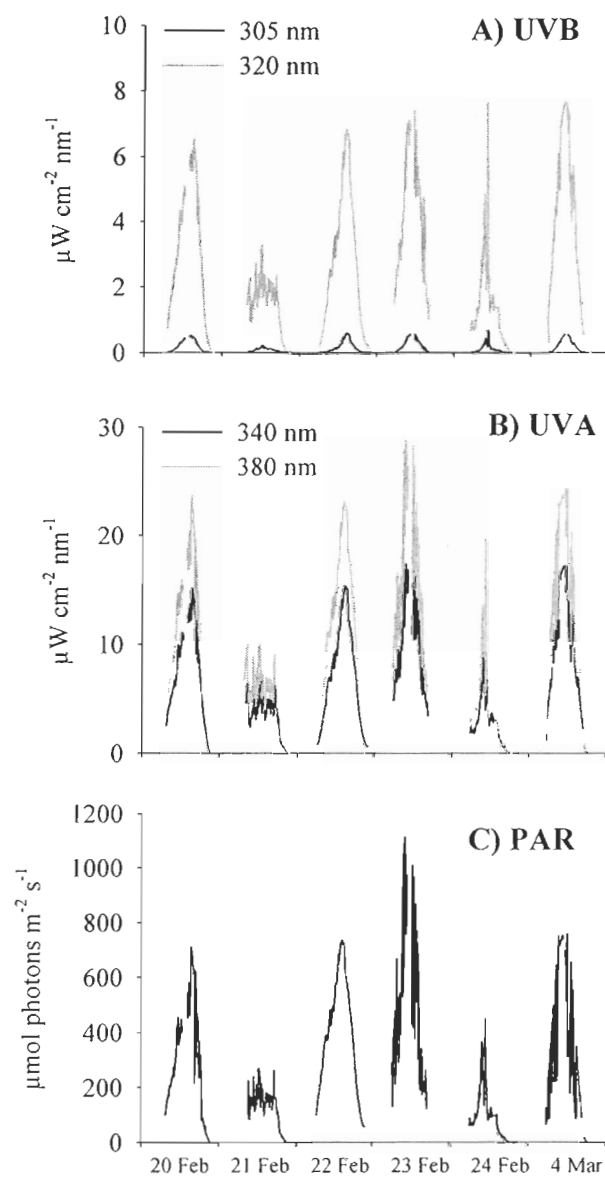 A) UVB
305 nm
320 nm
10
8
6
4
2
0
µW cm-2 nm-1
B) UVA
340 nm
380 nm
30
20
10
0
µW cm-2 nm-1
C) PAR
1200
1000
800
600
400
200
0
µmol photons m-2 s-1
20 Feb 21 Feb 22 Feb 23 Feb 24 Feb 4 Mar